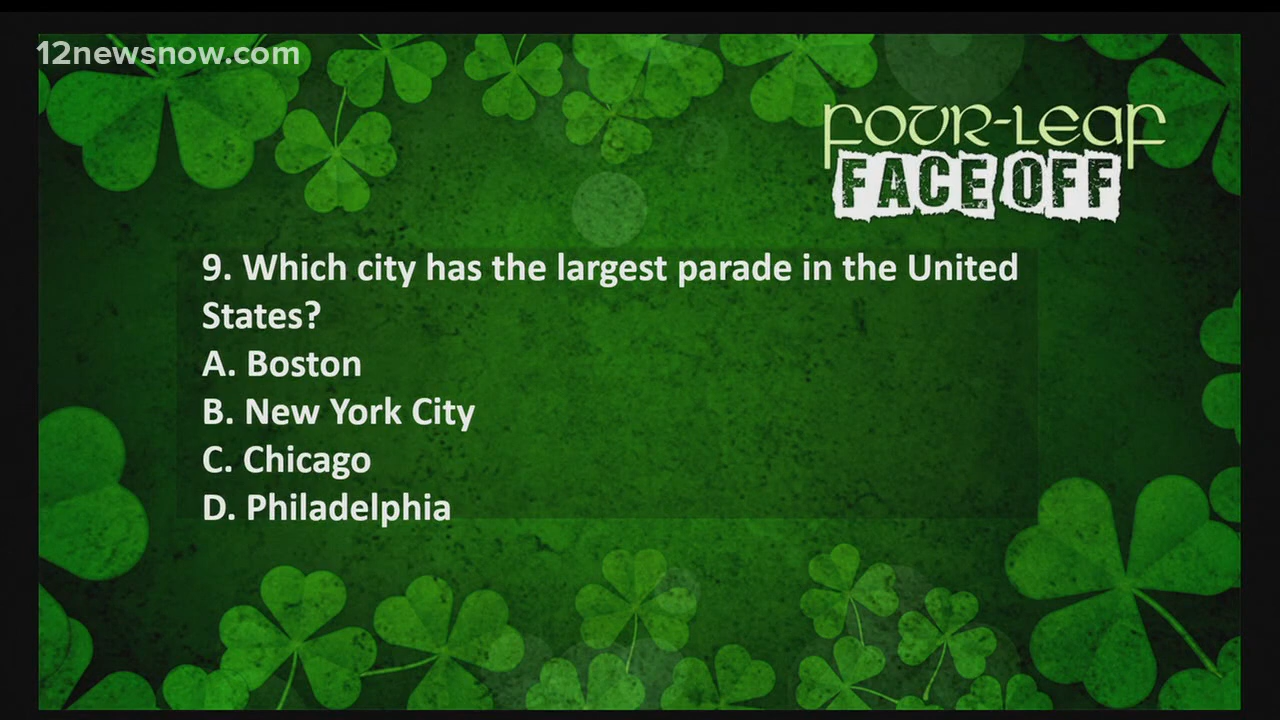 12newsnow.com
FOUR-LEAF
FACE OFF
9. Which city has the largest parade in the United
States?
A. Boston
B. New York City
C. Chicago
D. Philadelphia